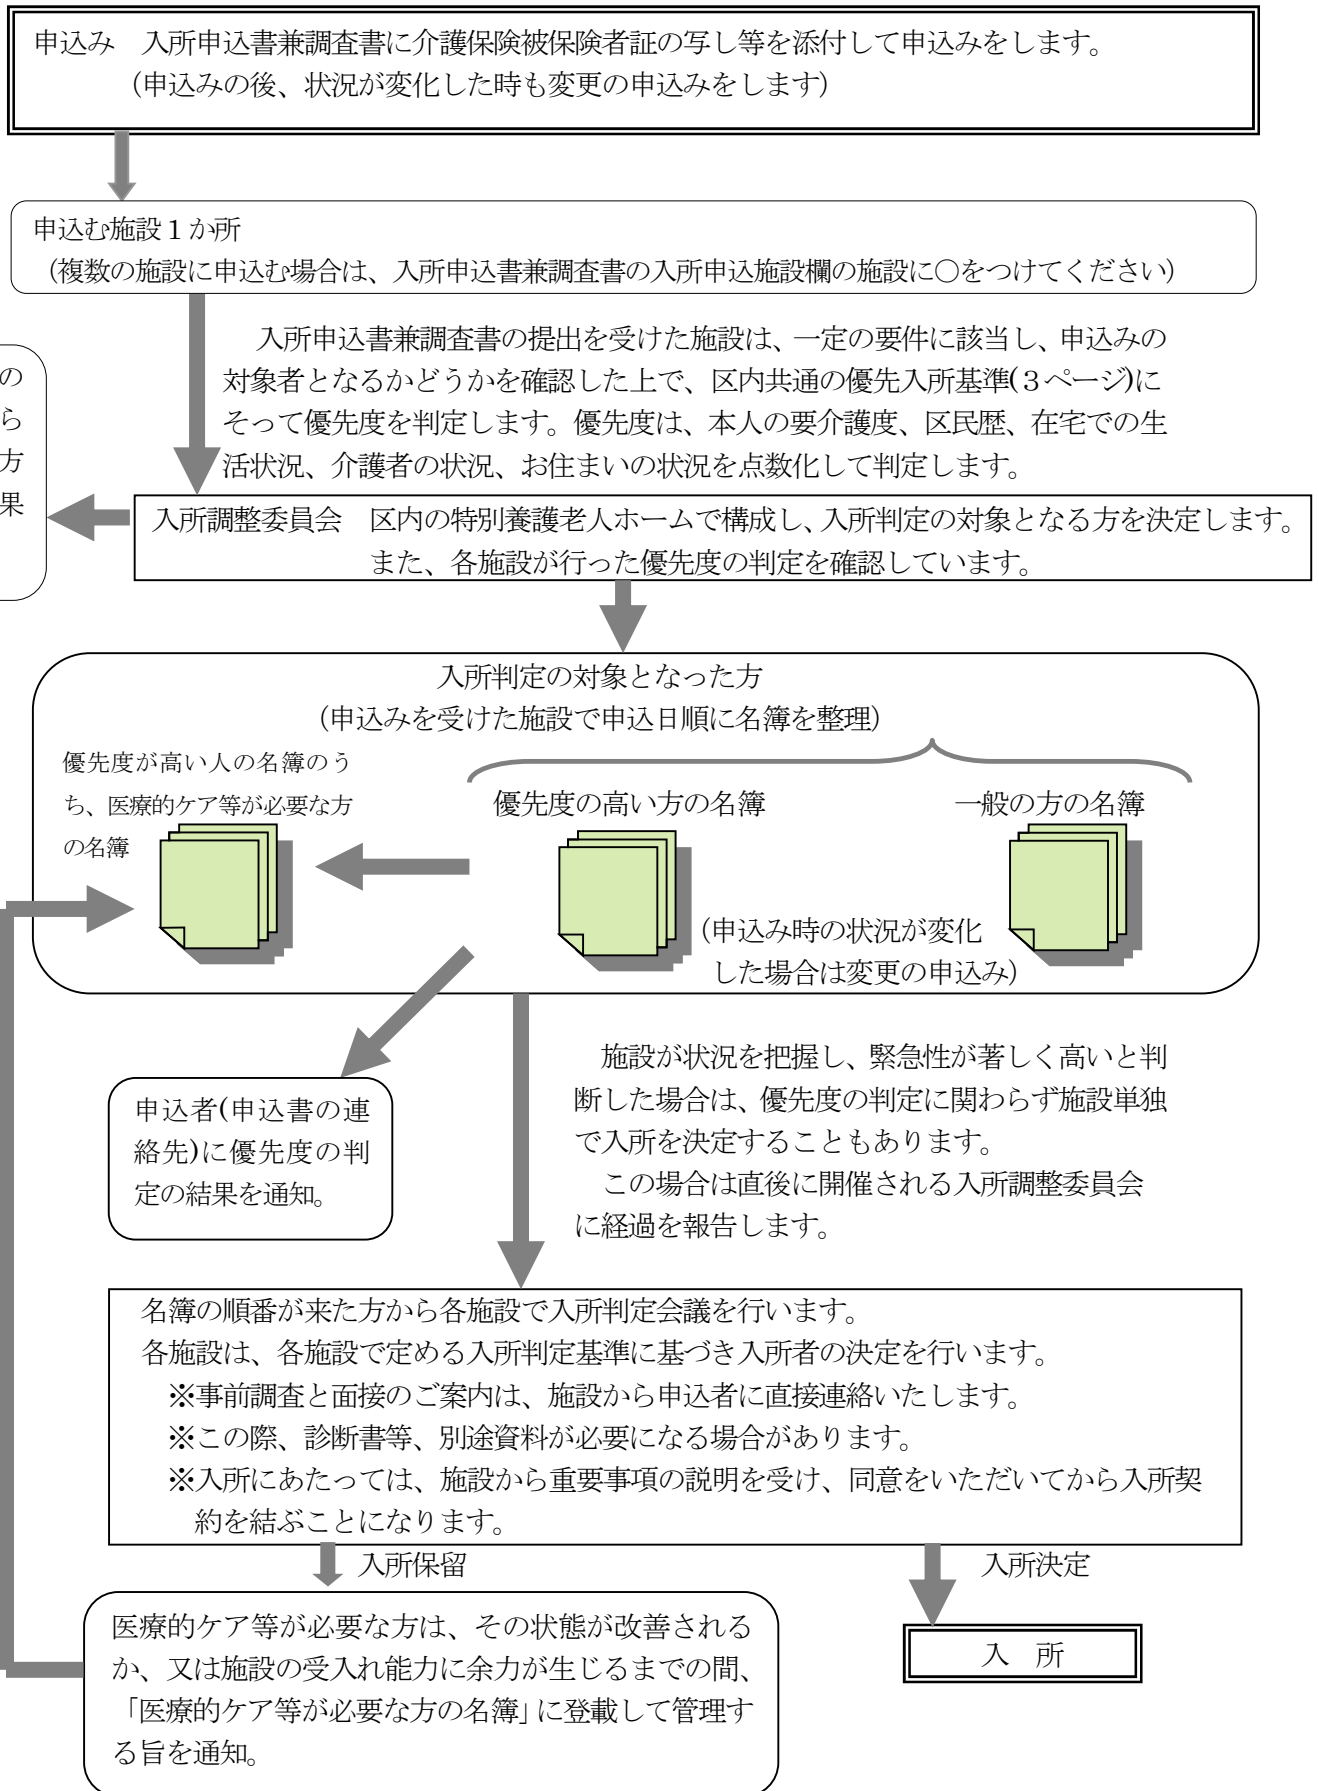 申込み　入所申込書兼調査書に介護保険被保険者証の写し等を添付して申込みをします。
（申込みの後、状況が変化した時も変更の申込みをします）
申込む施設１か所
（複数の施設に申込む場合は、入所申込書兼調査書の入所申込施設欄の施設に○をつけてください）
入所申込書兼調査書の提出を受けた施設は、一定の要件に該当し、申込みの
対象者となるかどうかを確認した上で、区内共通の優先入所基準(３ページ)に
そって優先度を判定します。優先度は、本人の要介護度、区民歴、在宅での生
活状況、介護者の状況、お住まいの状況を点数化して判定します。
の
ら
方
果
入所調整委員会　区内の特別養護老人ホームで構成し、入所判定の対象となる方を決定します。
また、各施設が行った優先度の判定を確認しています。
入所判定の対象となった方
（申込みを受けた施設で申込日順に名簿を整理）
優先度が高い人の名簿のう
ち、医療的ケア等が必要な方
の名簿
優先度の高い方の名簿
一般の方の名簿
（申込み時の状況が変化
した場合は変更の申込み）
申込者(申込書の連
絡先)に優先度の判
定の結果を通知。
施設が状況を把握し、緊急性が著しく高いと判
断した場合は、優先度の判定に関わらず施設単独
で入所を決定することもあります。
この場合は直後に開催される入所調整委員会
に経過を報告します。
名簿の順番が来た方から各施設で入所判定会議を行います。
各施設は、各施設で定める入所判定基準に基づき入所者の決定を行います。
※事前調査と面接のご案内は、施設から申込者に直接連絡いたします。
※この際、診断書等、別途資料が必要になる場合があります。
※入所にあたっては、施設から重要事項の説明を受け、同意をいただいてから入所契
約を結ぶことになります。
入所保留
入所決定
医療的ケア等が必要な方は、その状態が改善される
か、又は施設の受入れ能力に余力が生じるまでの間、
「医療的ケア等が必要な方の名簿」に登載して管理す
る旨を通知。
入　所